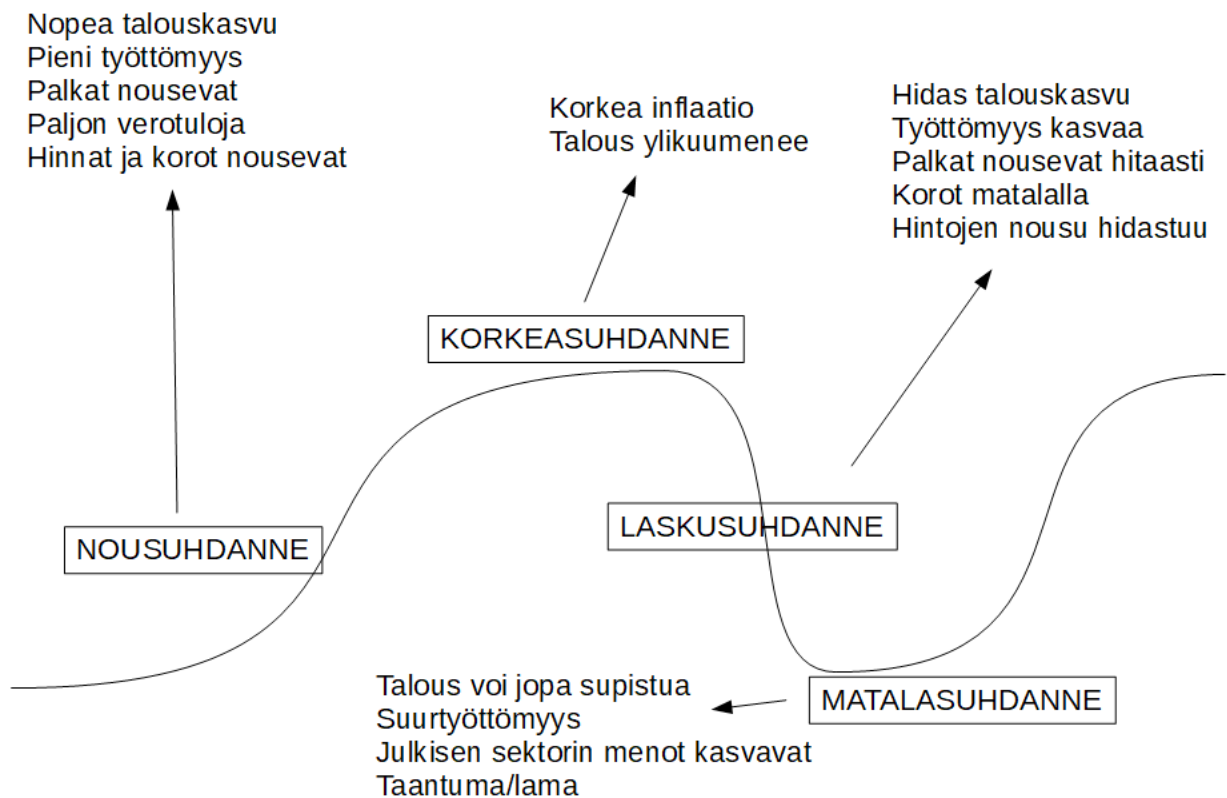 Nopea talouskasvu
Pieni työttömyys
Palkat nousevat
Paljon verotuloja
Hinnat ja korot nousevat
Korkea inflaatio
Talous ylikuumenee
Hidas talouskasvu
Työttömyys kasvaa
Palkat nousevat hitaasti
Korot matalalla
Hintojen nousu hidastuu
KORKEASUHDANNE
NOUSUHDANNE
LASKUSUHDANNE
Talous voi jopa supistua
Suurtyöttömyys
Julkisen sektorin menot kasvavat
Taantuma/lama
MATALASUHDANNE